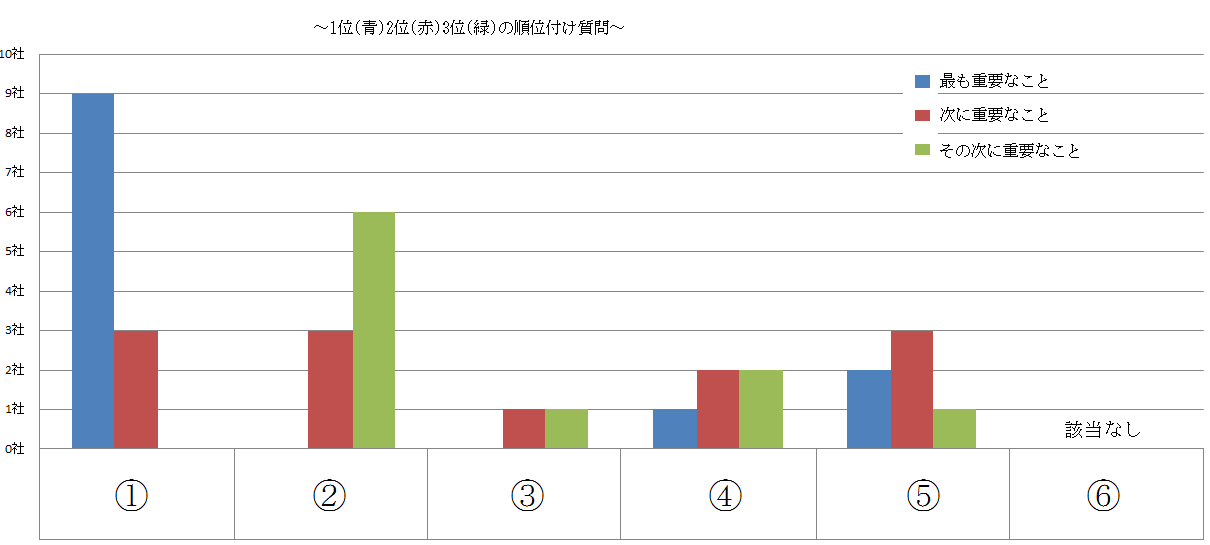 ～1位(青)2位(赤)3位(緑)の順位付け質問～
10社
9社
8社
7社
6社
5社
4社
3社
2社
1社
0社
最も重要なこと
次に重要なこと
その次に重要なこと
該当なし
① ② ③ ④ ⑤ ⑥